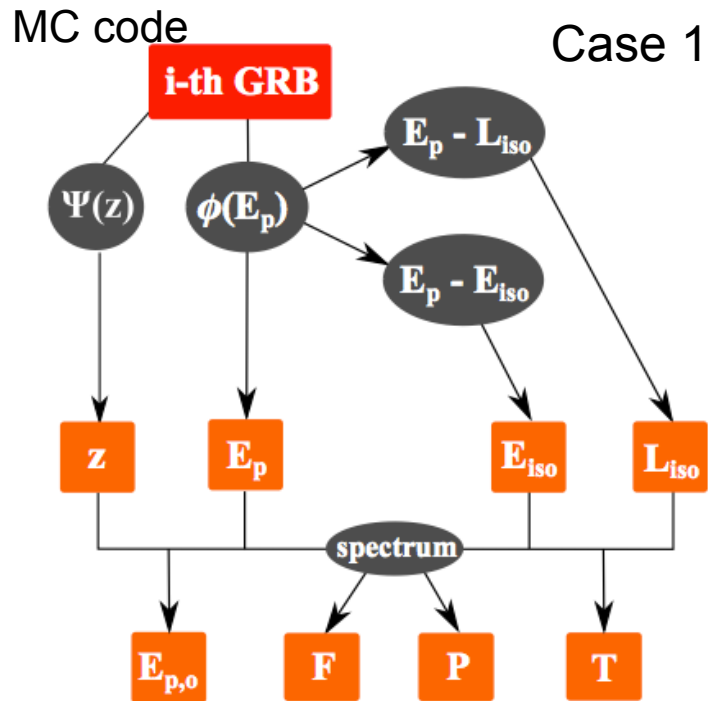 MC code
Case 1
i-th GRB
Ψ(z)
ϕ(Eₚ)
Eₚ - Lᵢₛₒ
Eₚ - Eᵢₛₒ
z
Eₚ
Eᵢₛₒ
Lᵢₛₒ
spectrum
Eₚ,ₒ
F
P
T